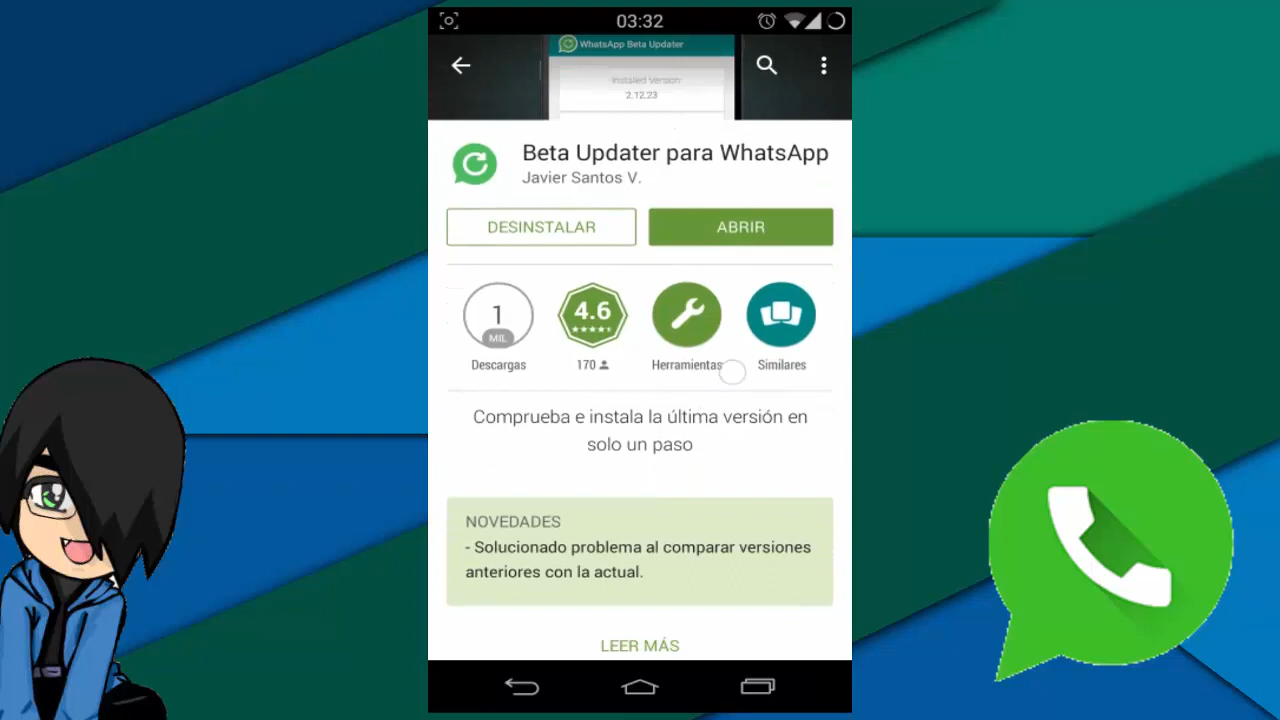 03:32
WhatsApp Beta Updater
Installed Version:
2.12.23
Beta Updater para WhatsApp
Javier Santos V.
DESINSTALAR
ABRIR
1
MIL
4.6
Descargas
170
Herramientas
Similares
Comprueba e instala la última versión en
solo un paso
NOVEDADES
- Solucionado problema al comparar versiones
anteriores con la actual.
LEER MÁS